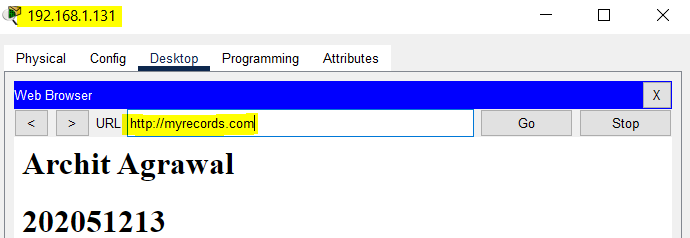 192.168.1.131
Physical Config Desktop Programming Attributes
Web Browser X
< > URL http://myrecords.com Go Stop
Archit Agrawal
202051213